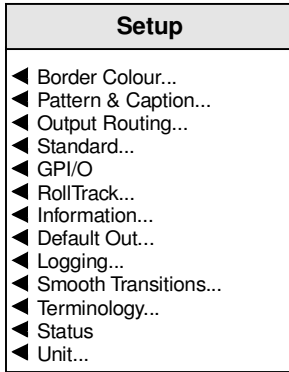 Setup
◄ Border Colour...
◄ Pattern & Caption...
◄ Output Routing...
◄ Standard...
◄ GPI/O
◄ RollTrack...
◄ Information...
◄ Default Out...
◄ Logging...
◄ Smooth Transitions...
◄ Terminology...
◄ Status
◄ Unit...